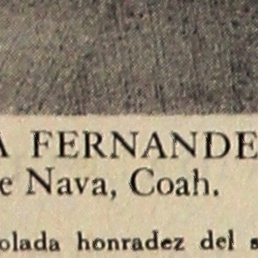 A FERNANDE
e Nava, Coah.
olada honradez del s